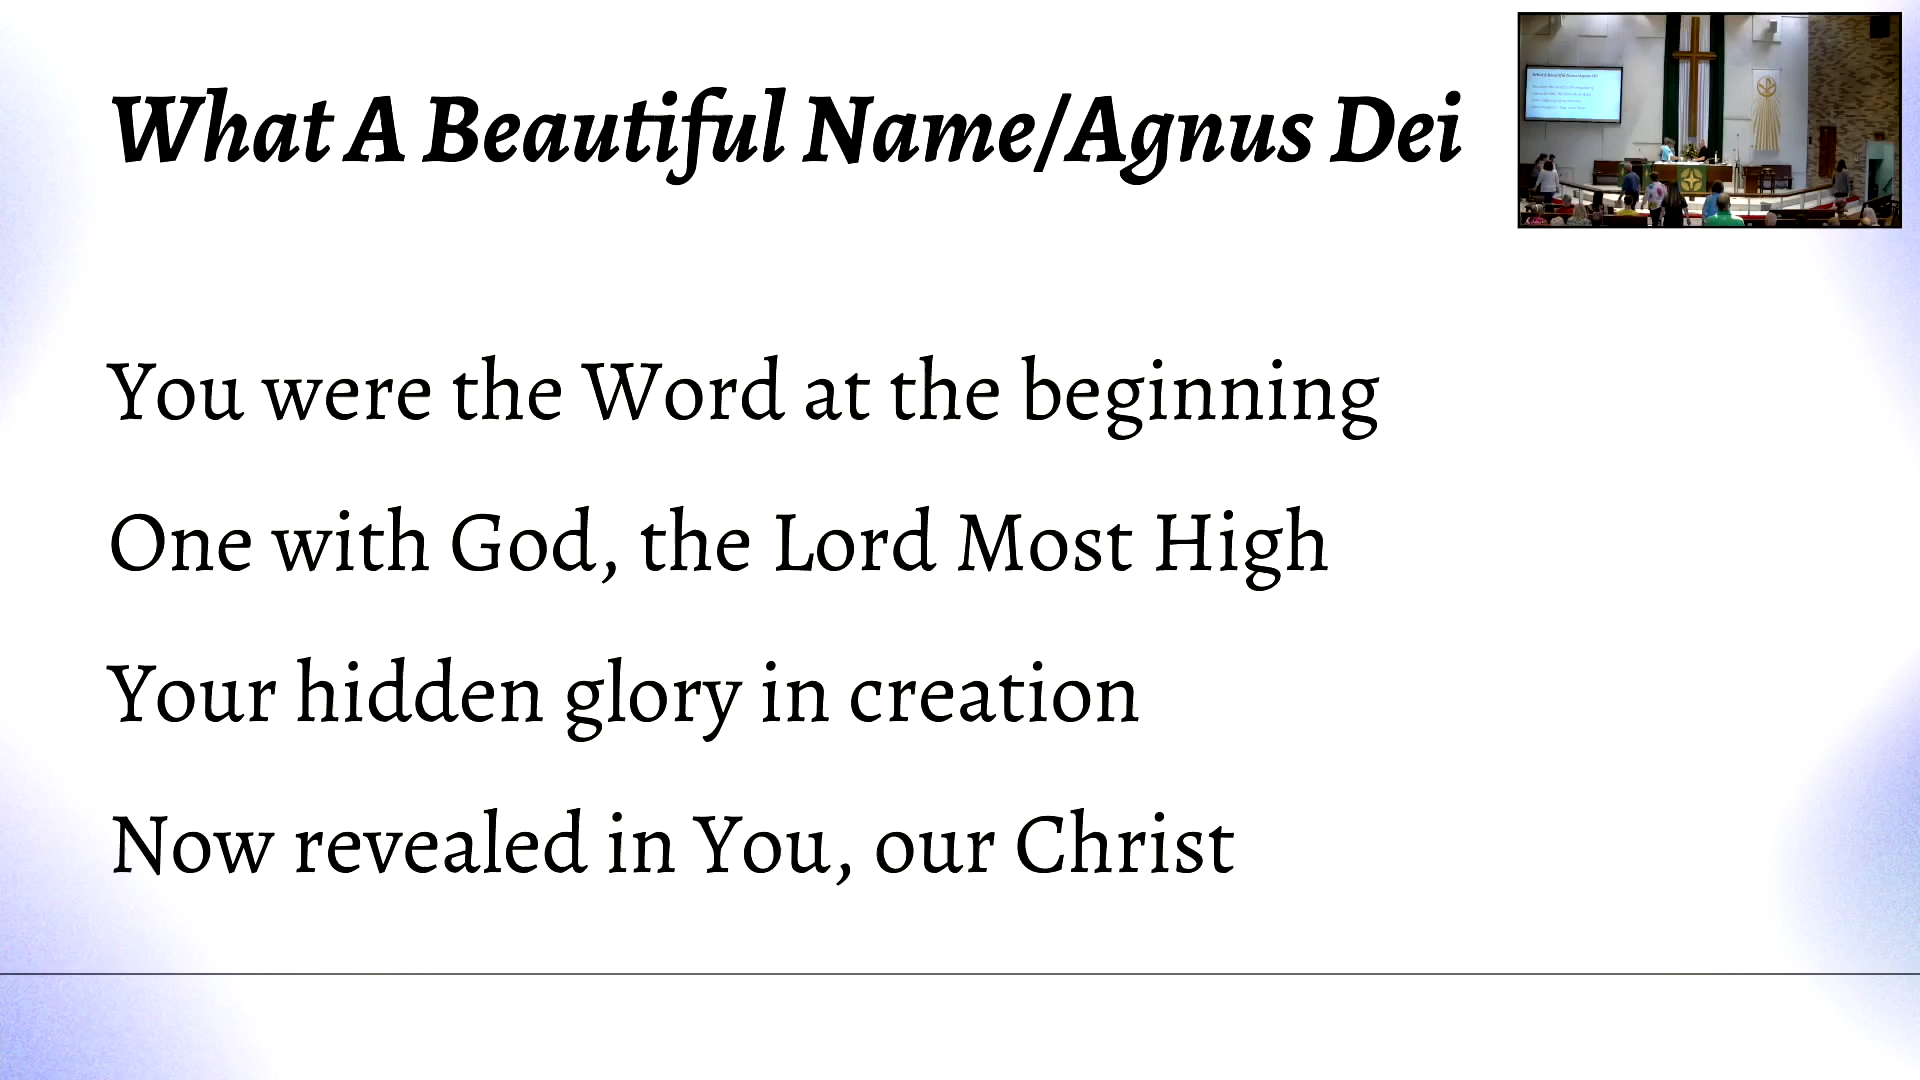 What A Beautiful Name/Agnus Dei
You were the Word at the beginning
One with God, the Lord Most High
Your hidden glory in creation
Now revealed in You, our Christ